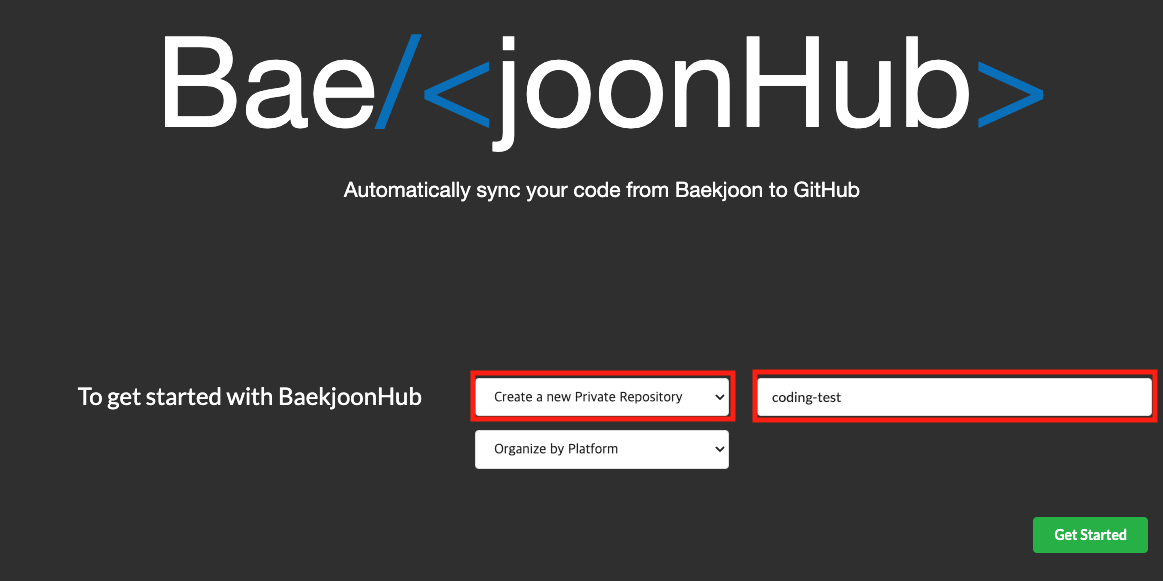 Bae/<joonHub>
Automatically sync your code from Baekjoon to GitHub
To get started with BaekjoonHub
Create a new Private Repository
coding-test
Organize by Platform
Get Started